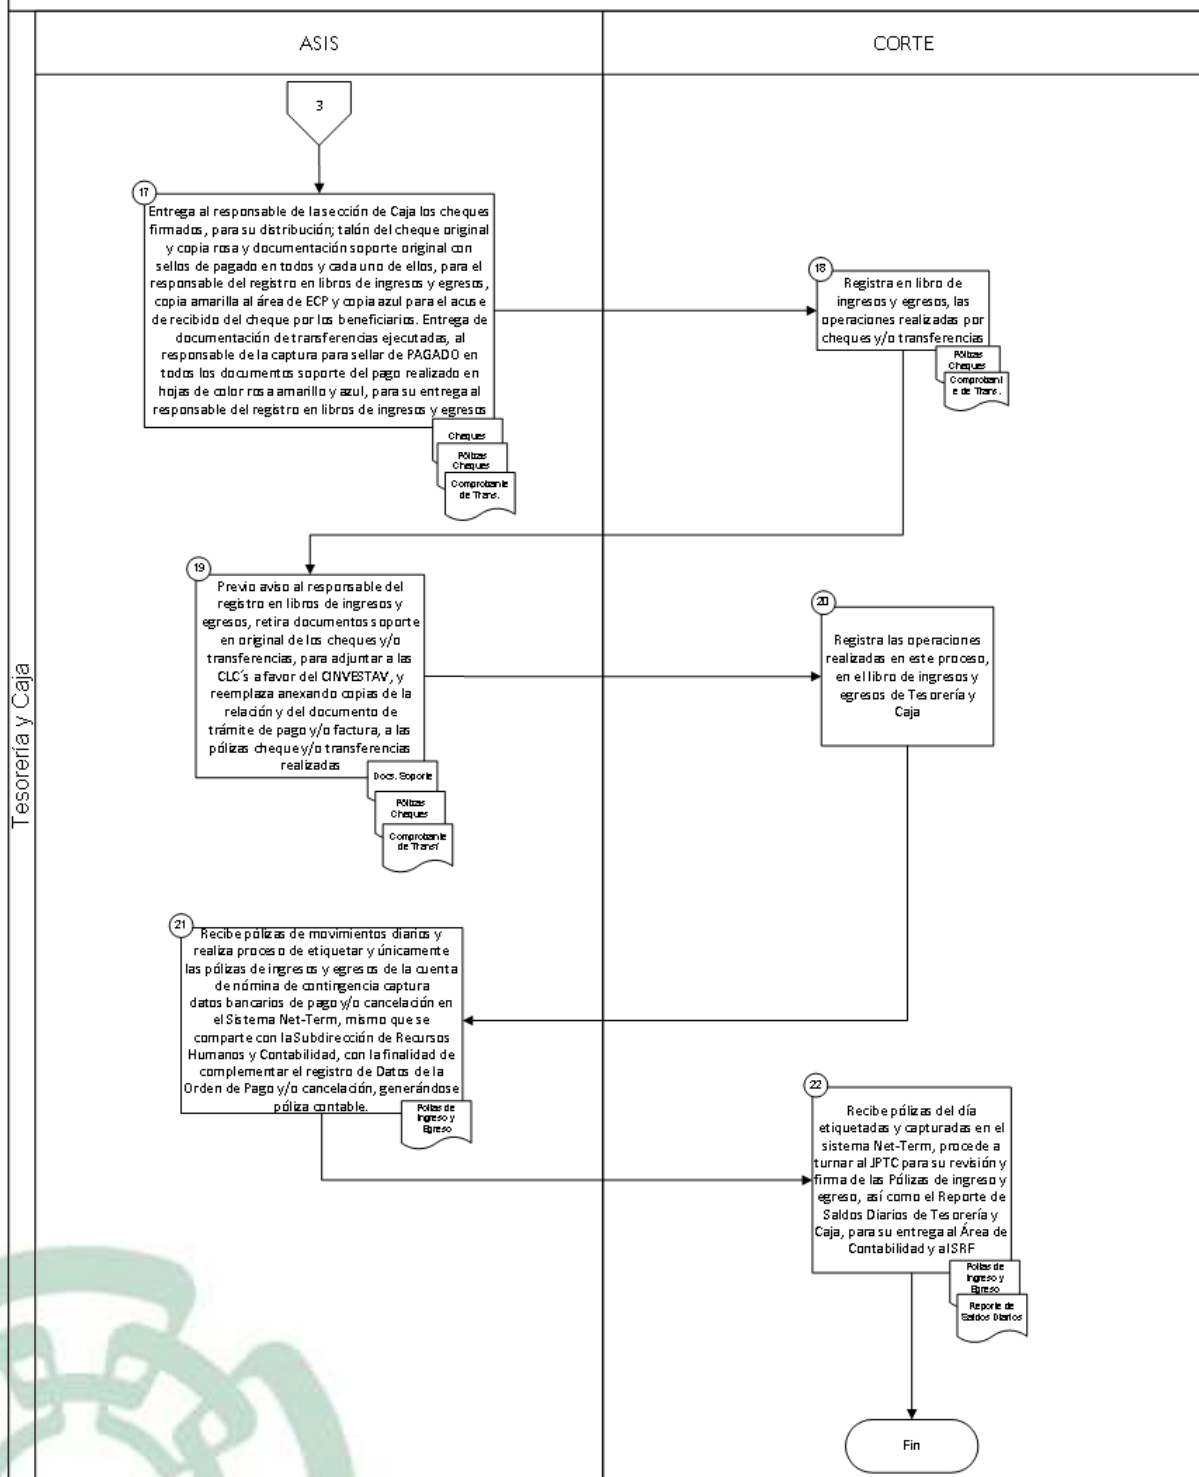 ASIS
CORTE
Tesorería y Caja
3
17
Entrega al responsable de la sección de Caja los cheques
firmados, para su distribución; talón del cheque original
y copia rosa y documentación soporte original con
sellos de pagado en todos y cada uno de ellos, para el
responsable del registro en libros de ingresos y egresos,
copia amarilla al área de ECP y copia azul para el acuse
de recibido del cheque por los beneficiarios. Entrega de
documentación de transferencias ejecutadas, al
responsable de la captura para sellar de PAGADO en
todos los documentos soporte del pago realizado en
hojas de color rosa amarillo y azul, para su entrega al
responsable del registro en libros de ingresos y egresos
Cheques
Pólizas
Cheques
Comprobante
de Trans.
18
Registra en libro de
ingresos y egresos, las
operaciones realizadas por
cheques y/o transferencias
Pólizas
Cheques
Comprobant
e de Trans.
19
Previo aviso al responsable del
registro en libros de ingresos y
egresos, retira documentos soporte
en original de los cheques y/o
transferencias, para adjuntar a las
CLC´s a favor del CINVESTAV, y
reemplaza anexando copias de la
relación y del documento de
trámite de pago y/o factura, a las
pólizas cheque y/o transferencias
realizadas
Docs. Soporte
Pólizas
Cheques
Comprobante
de Transf
20
Registra las operaciones
realizadas en este proceso,
en el libro de ingresos y
egresos de Tesorería y
Caja
21
Recibe pólizas de movimientos diarios y
realiza proceso de etiquetar y únicamente
las pólizas de ingresos y egresos de la cuenta
de nómina de contingencia captura
datos bancarios de pago y/o cancelación en
el Sistema Net-Term, mismo que se
comparte con la Subdirección de Recursos
Humanos y Contabilidad, con la finalidad de
complementar el registro de Datos de la
Orden de Pago y/o cancelación, generándose
póliza contable.
Polizas de
Ingreso y
Egreso
22
Recibe pólizas del día
etiquetadas y capturadas en el
sistema Net-Term, procede a
turnar al JPTC para su revisión y
firma de las Pólizas de ingreso y
egreso, así como el Reporte de
Saldos Diarios de Tesorería y
Caja, para su entrega al Área de
Contabilidad y al SRF
Polizas de
Ingreso y
Egreso
Reporte de
Saldos Diarios
Fin